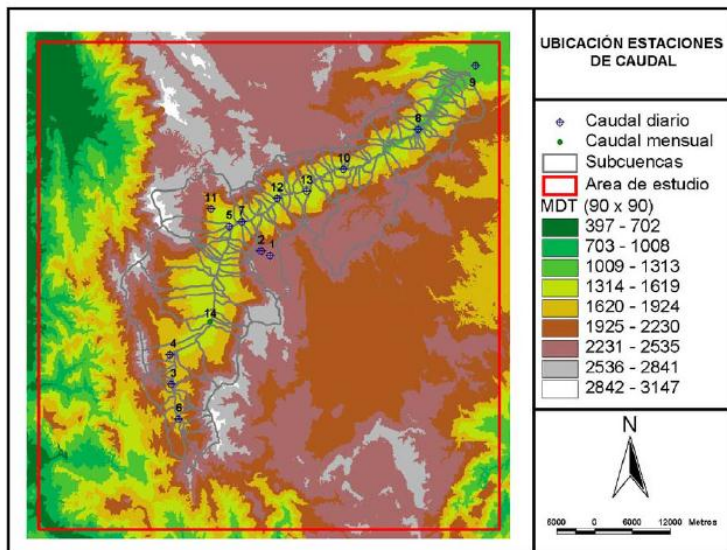 UBICACIÓN ESTACIONES
DE CAUDAL
Caudal diario
Caudal mensual
Subcuencas
Area de estudio
MDT (90 x 90)
397 - 702
703 - 1008
1009 - 1313
1314 - 1619
1620 - 1924
1925 - 2230
2231 - 2535
2536 - 2841
2842 - 3147
N
6000 0 6000 12000 Metros
9
8
10
13
12
11
5 7
2 1
14
4
3
6